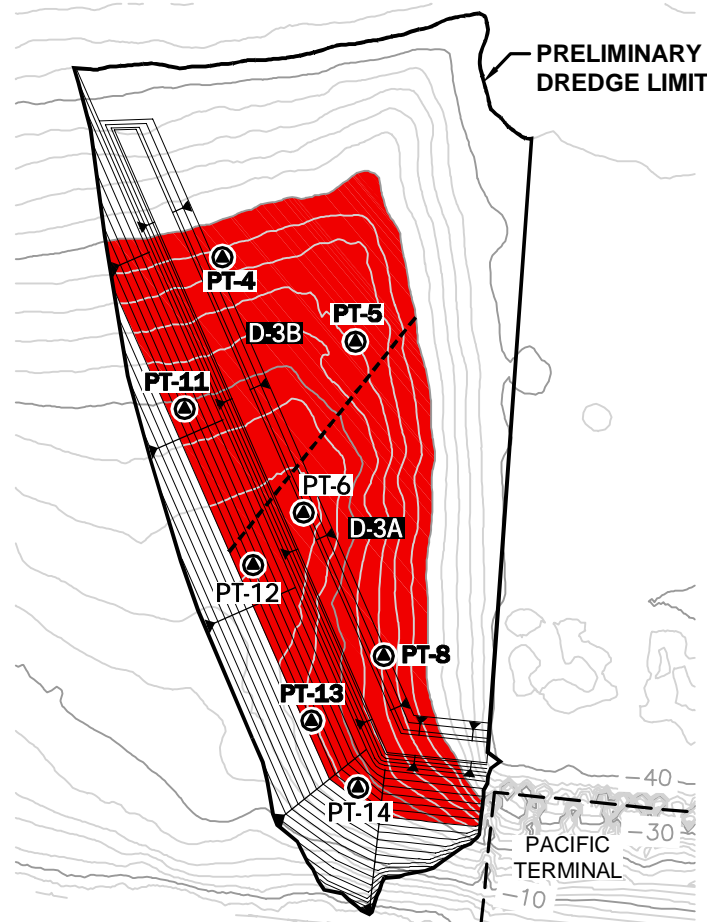 PRELIMINARY
DREDGE LIMIT
PT-4
PT-5
D-3B
PT-11
PT-6
D-3A
PT-12
PT-8
PT-13
-40
PT-14
-30
PACIFIC
TERMINAL
-10